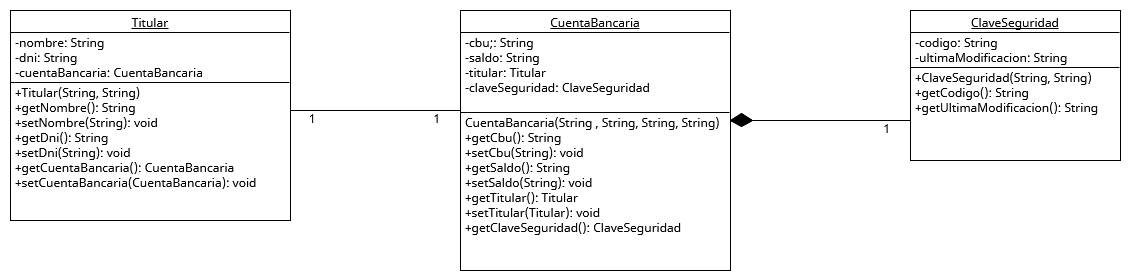 Titular
-nombre: String
-dni: String
-cuentaBancaria: CuentaBancaria
+Titular(String, String)
+getNombre(): String
+setNombre(String): void
+getDni(): String
+setDni(String): void
+getCuentaBancaria(): CuentaBancaria
+setCuentaBancaria(CuentaBancaria): void
1
1
CuentaBancaria
-cbu;: String
-saldo: String
-titular: Titular
-claveSeguridad: ClaveSeguridad
CuentaBancaria(String , String, String, String)
+getCbu(): String
+setCbu(String): void
+getSaldo(): String
+setSaldo(String): void
+getTitular(): Titular
+setTitular(Titular): void
+getClaveSeguridad(): ClaveSeguridad
1
ClaveSeguridad
-codigo: String
-ultimaModificacion: String
+ClaveSeguridad(String, String)
+getCodigo(): String
+getUltimaModificacion(): String